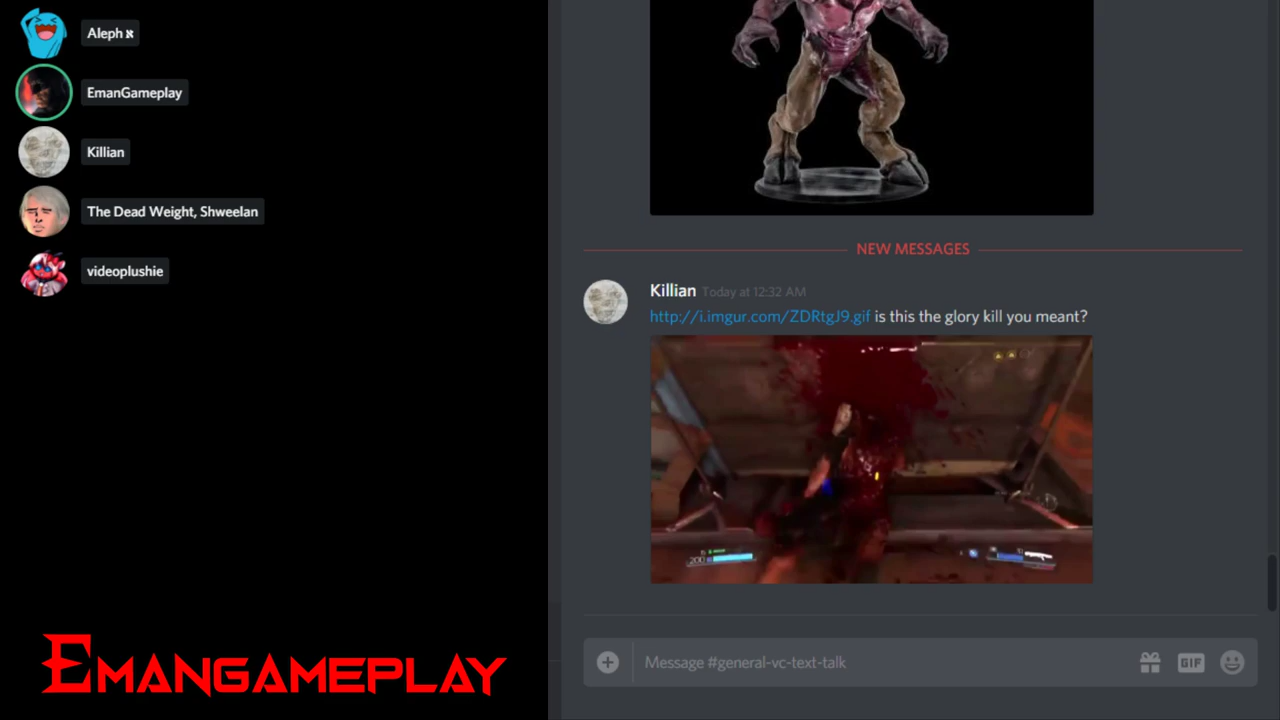 Aleph א
EmanGameplay
Killian
The Dead Weight, Shweelan
videoplushie
NEW MESSAGES
Killian Today at 12:32 AM
http://i.imgur.com/ZDRtgJ9.gif is this the glory kill you meant?
200
Message #general-vc-text-talk
GIF
EMANGAMEPLAY